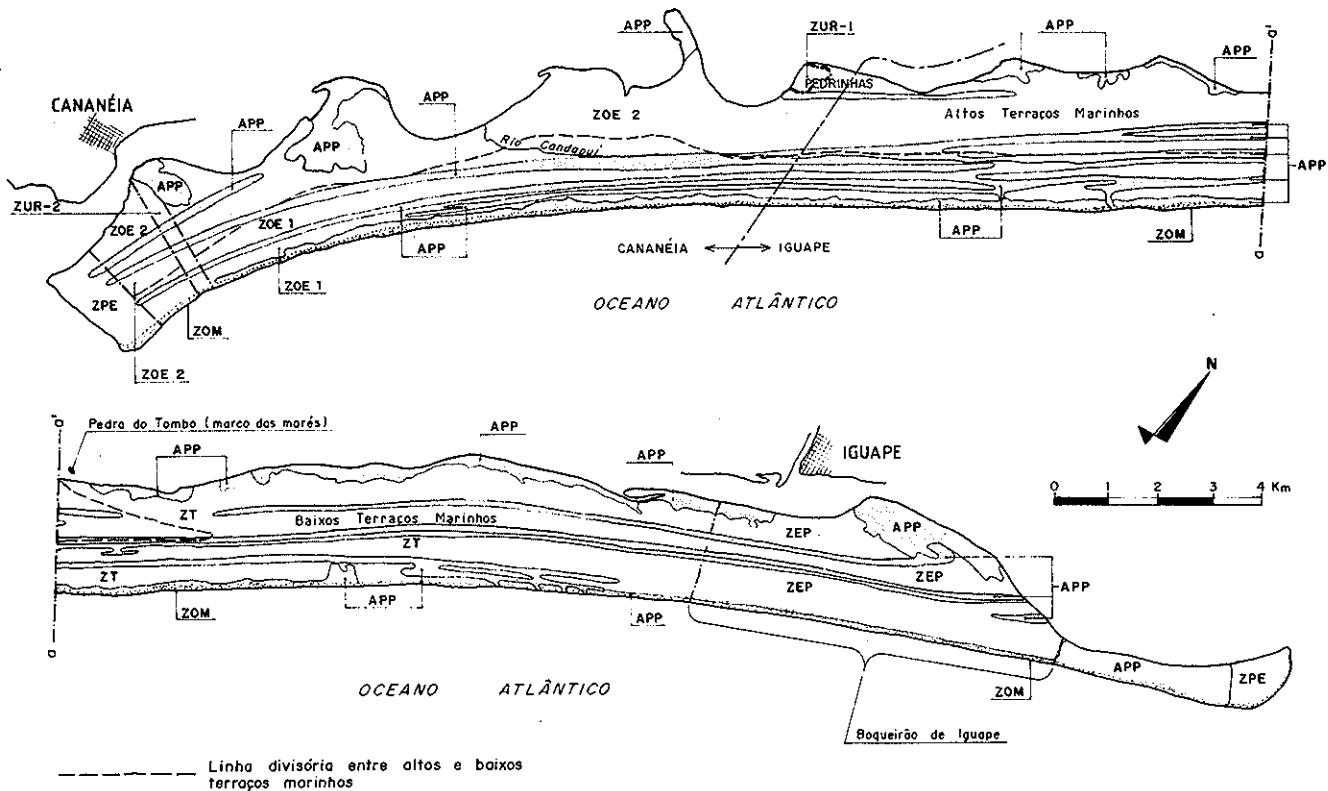 APP
ZUR-1
APP
PEDRINHAS
APP
CANANÉIA
APP
APP
APP
ZOE 2
Altos Terraços Marinhos
Rio Candapuí
APP
ZUR-2
ZOE 2
ZOE 1
APP
APP
ZOM
CANANÉIA
IGUAPE
ZOE 1
ZPE
ZOM
OCEANO ATLÂNTICO
ZOE 2
N
Pedra do Tombo (marco das marés)
APP
APP
APP
IGUAPE
0 1 2 3 4 Km
ZT
Baixos Terraços Marinhos
ZEP
APP
ZT
ZEP
ZT
ZEP
APP
APP
ZOM
APP
APP
ZPE
OCEANO ATLÂNTICO
ZOM
Boqueirão de Iguape
Linha divisória entre altos e baixos
terraços marinhos